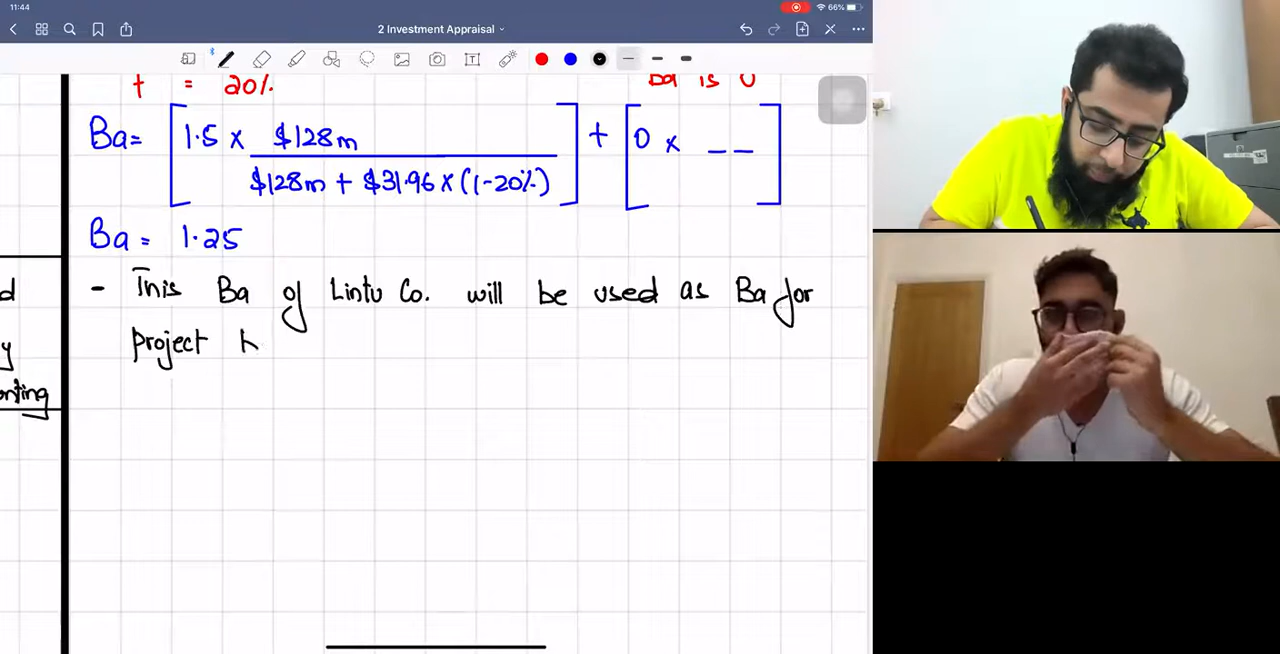 11:44
66%
2 Investment Appraisal
t = 20%
Ba is 0
Ba = [1.5 x $128m / $128m + $31.96 x (1-20%)] + [0 x _ _]
Ba = 1.25
- This Ba of Lintu Co. will be used as Ba for
project